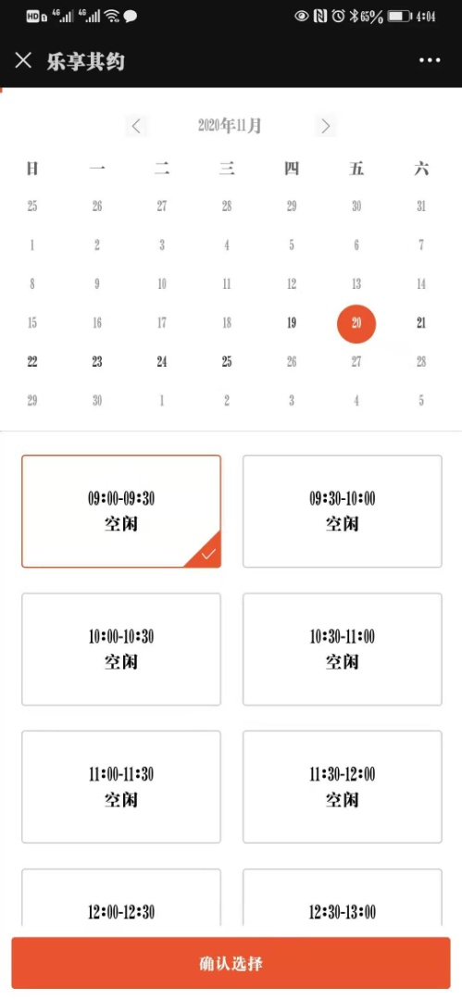 HD 4G 4G 65% 4:04
乐享其约
2020年11月
日 一 二 三 四 五 六
25 26 27 28 29 30 31
1 2 3 4 5 6 7
8 9 10 11 12 13 14
15 16 17 18 19 20 21
22 23 24 25 26 27 28
29 30 1 2 3 4 5
09:00-09:30 09:30-10:00
空闲 空闲
10:00-10:30 10:30-11:00
空闲 空闲
11:00-11:30 11:30-12:00
空闲 空闲
12:00-12:30 12:30-13:00
确认选择